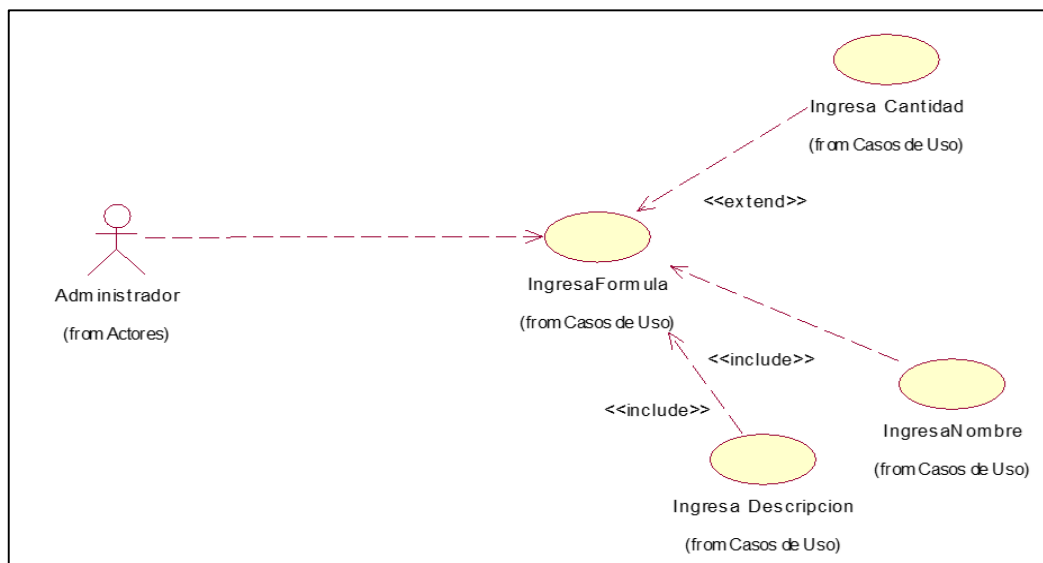 Ingresa Cantidad
(from Casos de Uso)
<<extend>>
Administrador
(from Actores)
IngresaFormula
(from Casos de Uso)
<<include>>
<<include>>
IngresaNombre
(from Casos de Uso)
Ingresa Descripcion
(from Casos de Uso)